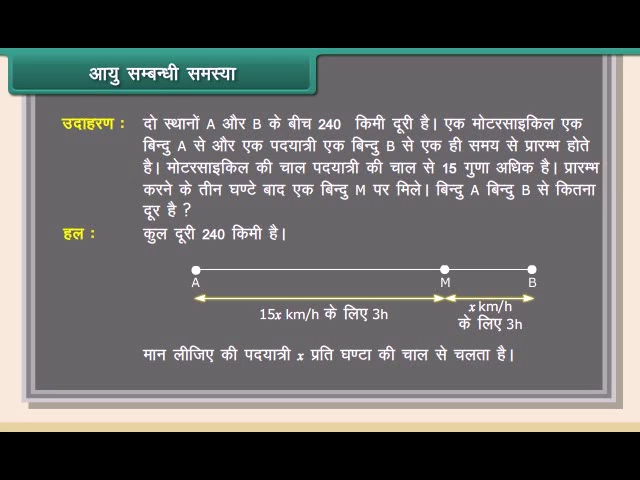 आयु सम्बन्धी समस्या
उदाहरण : दो स्थानों A और B के बीच 240 किमी दूरी है। एक मोटरसाइकिल एक
बिन्दु A से और एक पदयात्री एक बिन्दु B से एक ही समय से प्रारम्भ होते
है। मोटरसाइकिल की चाल पदयात्री की चाल से 15 गुणा अधिक है। प्रारम्भ
करने के तीन घण्टे बाद एक बिन्दु M पर मिले। बिन्दु A बिन्दु B से कितना
दूर है ?
हल : कुल दूरी 240 किमी है।
A M B
15x km/h के लिए 3h
x km/h
के लिए 3h
मान लीजिए की पदयात्री x प्रति घण्टा की चाल से चलता है।